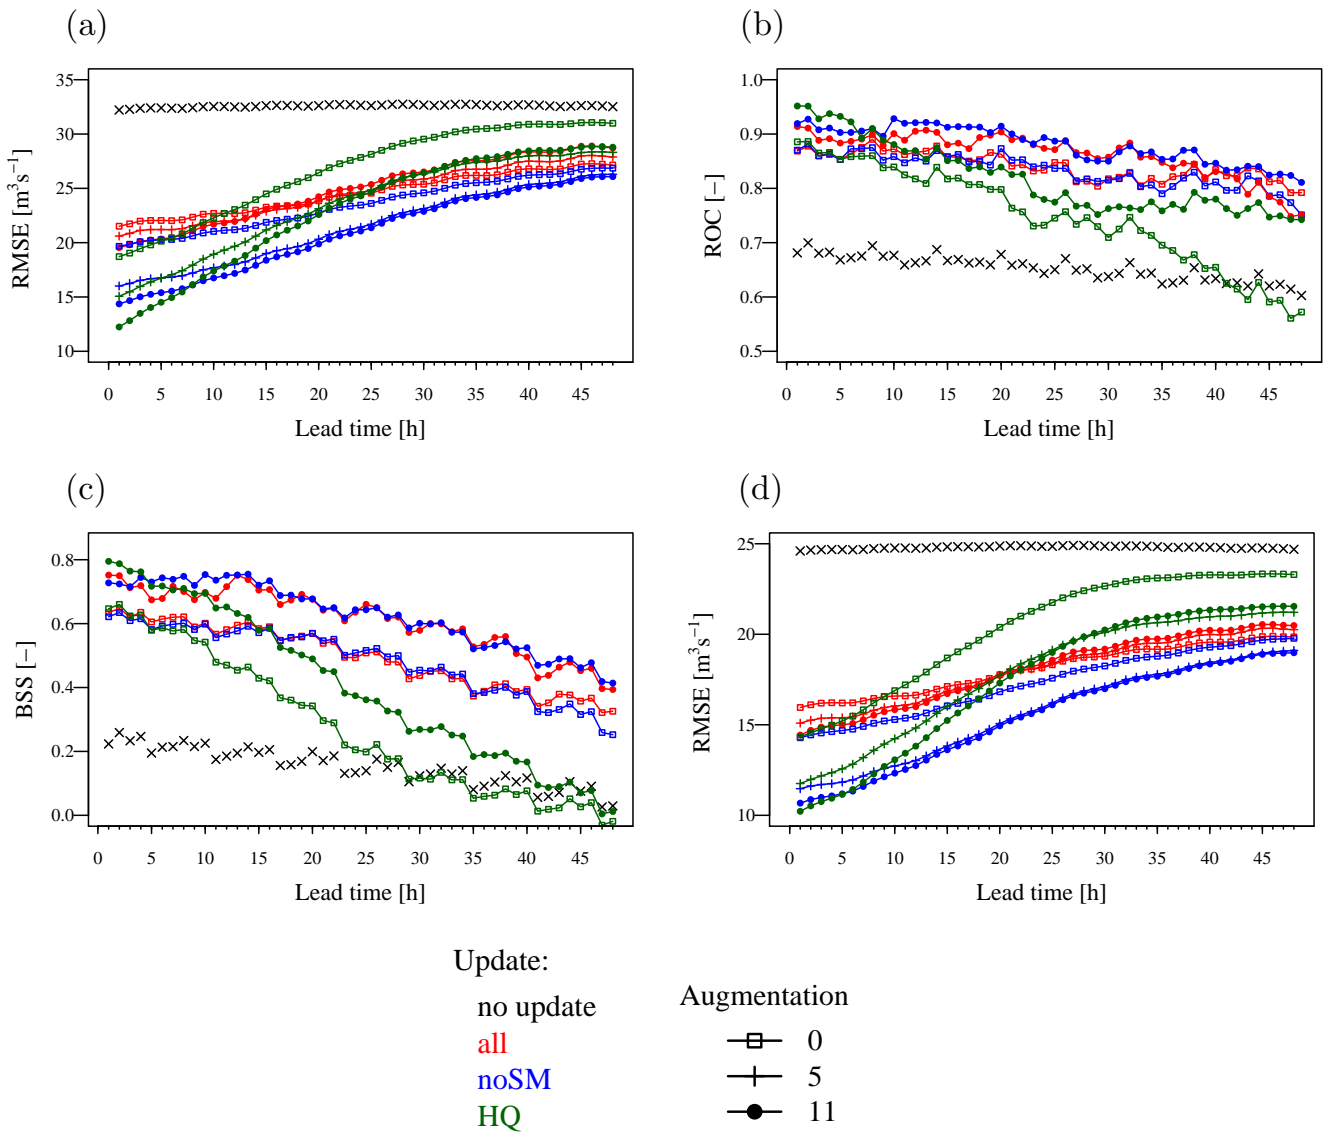 (a)
RMSE [m³s⁻¹]
35
30
25
20
15
10
0 5 10 15 20 25 30 35 40 45
Lead time [h]
(b)
ROC [−]
1.0
0.9
0.8
0.7
0.6
0.5
0 5 10 15 20 25 30 35 40 45
Lead time [h]
(c)
BSS [−]
0.8
0.6
0.4
0.2
0.0
0 5 10 15 20 25 30 35 40 45
Lead time [h]
(d)
RMSE [m³s⁻¹]
25
20
15
10
0 5 10 15 20 25 30 35 40 45
Lead time [h]
Update:
no update
all
noSM
HQ
Augmentation
0
5
11